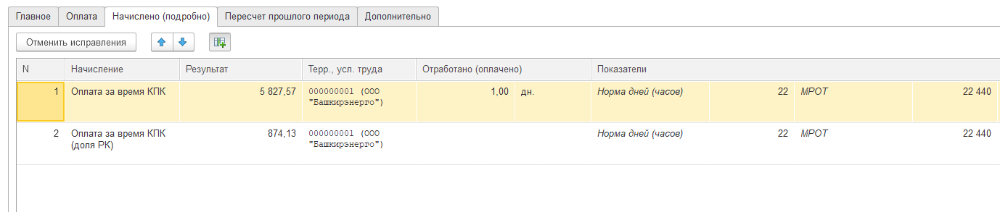 Главное Оплата Начислено (подробно) Пересчет прошлого периода Дополнительно
Отменить исправления
N Начисление Результат Терр., усл. труда Отработано (оплачено) Показатели
1 Оплата за время КПК 5 827,57 000000001 (ООО 1,00 дн. Норма дней (часов) 22 МРОТ 22 440
"Башкирэнерго")
2 Оплата за время КПК 874,13 000000001 (ООО Норма дней (часов) 22 МРОТ 22 440
(доля РК) "Башкирэнерго")